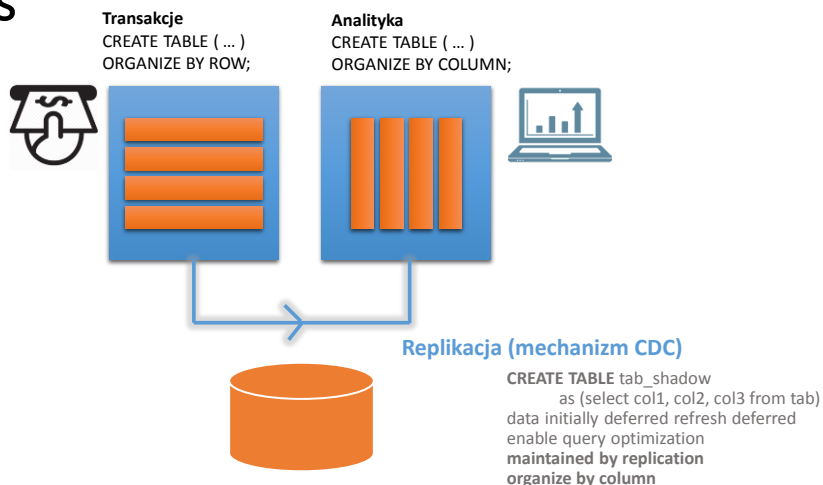 s
Transakcje
CREATE TABLE ( … )
ORGANIZE BY ROW;
Analityka
CREATE TABLE ( … )
ORGANIZE BY COLUMN;
$
Replikacja (mechanizm CDC)
CREATE TABLE tab_shadow
as (select col1, col2, col3 from tab)
data initially deferred refresh deferred
enable query optimization
maintained by replication
organize by column